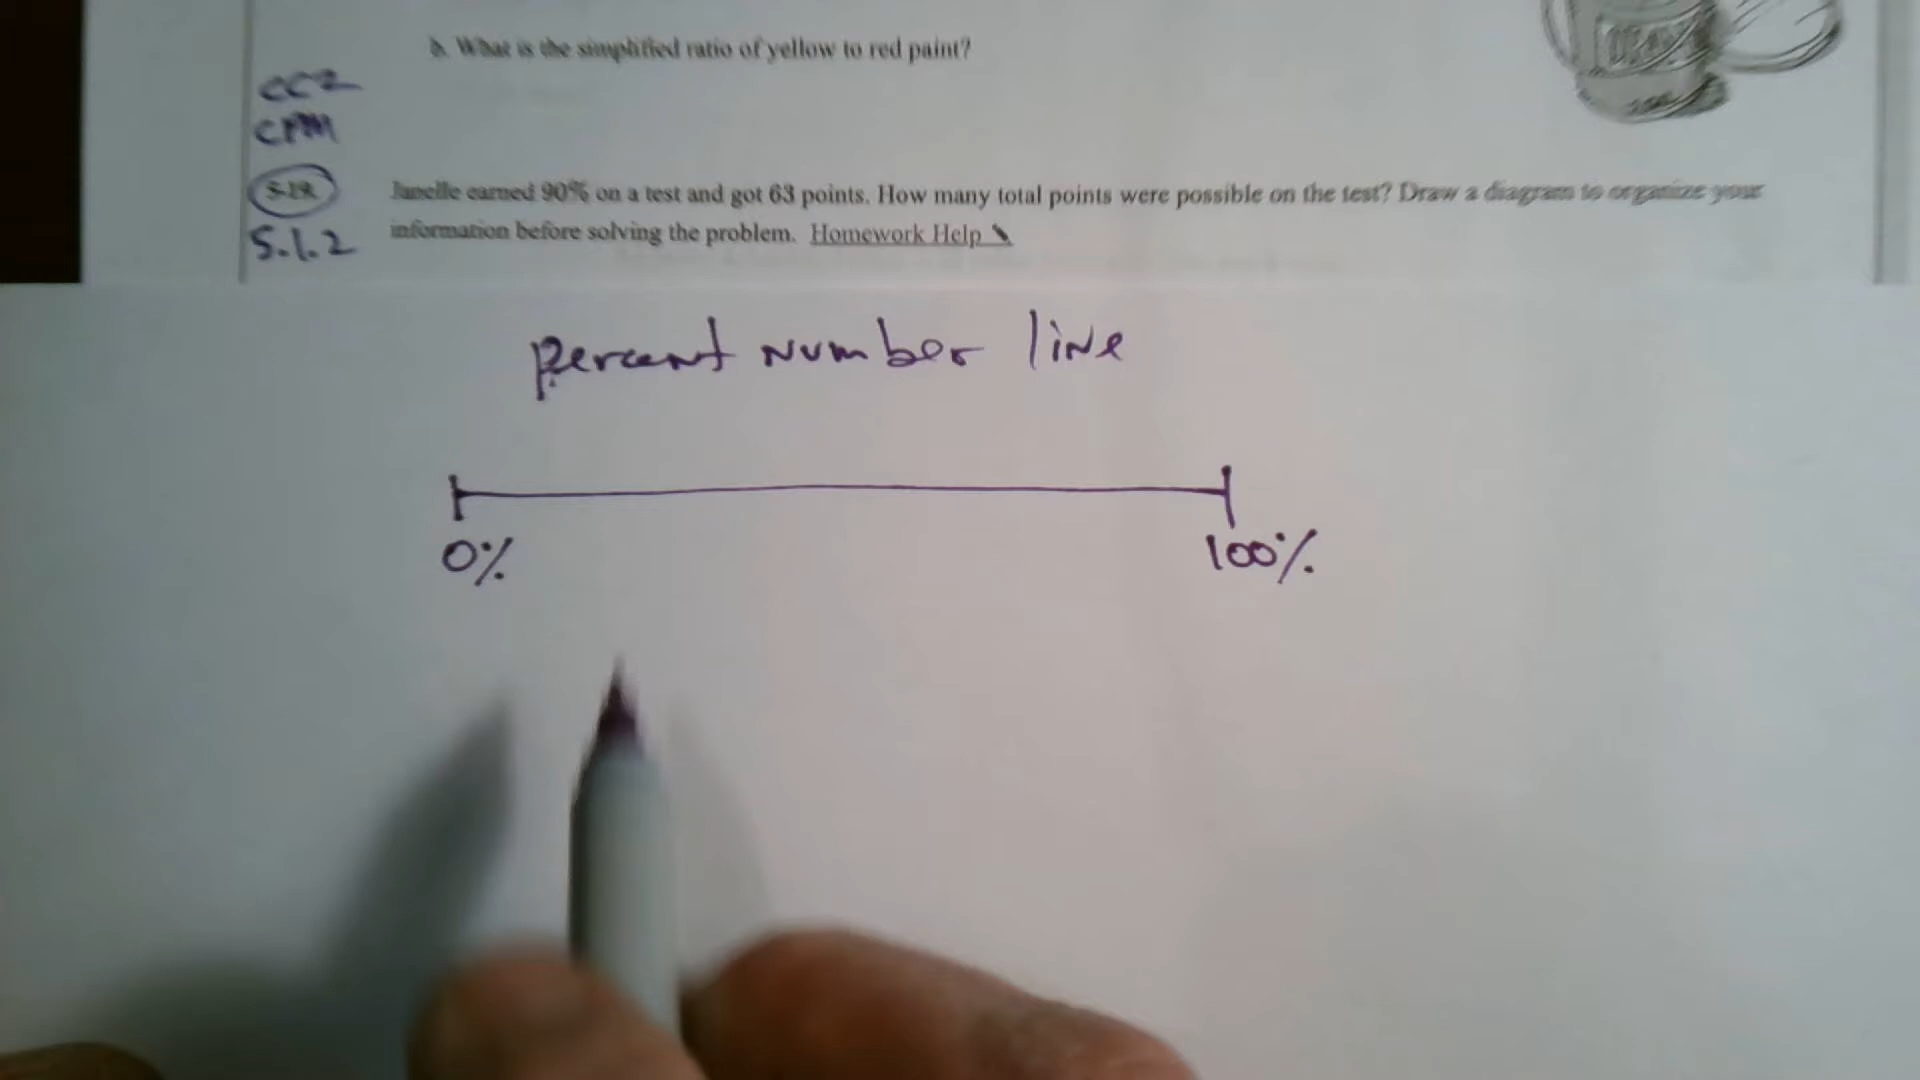 b. What is the simplified ratio of yellow to red paint?
CC2
CPM
Janelle earned 90% on a test and got 63 points. How many total points were possible on the test? Draw a diagram to organize your
5.1.2 information before solving the problem. Homework Help
percent number line
0% 100%